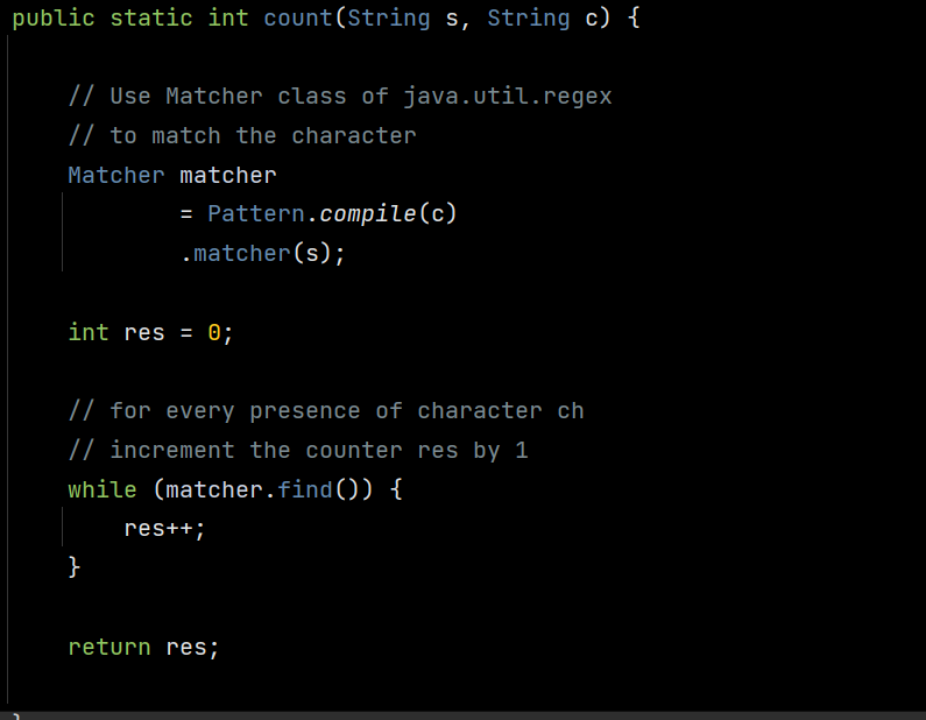 public static int count(String s, String c) {
// Use Matcher class of java.util.regex
// to match the character
Matcher matcher
= Pattern.compile(c)
.matcher(s);
int res = 0;
// for every presence of character ch
// increment the counter res by 1
while (matcher.find()) {
res++;
}
return res;
}